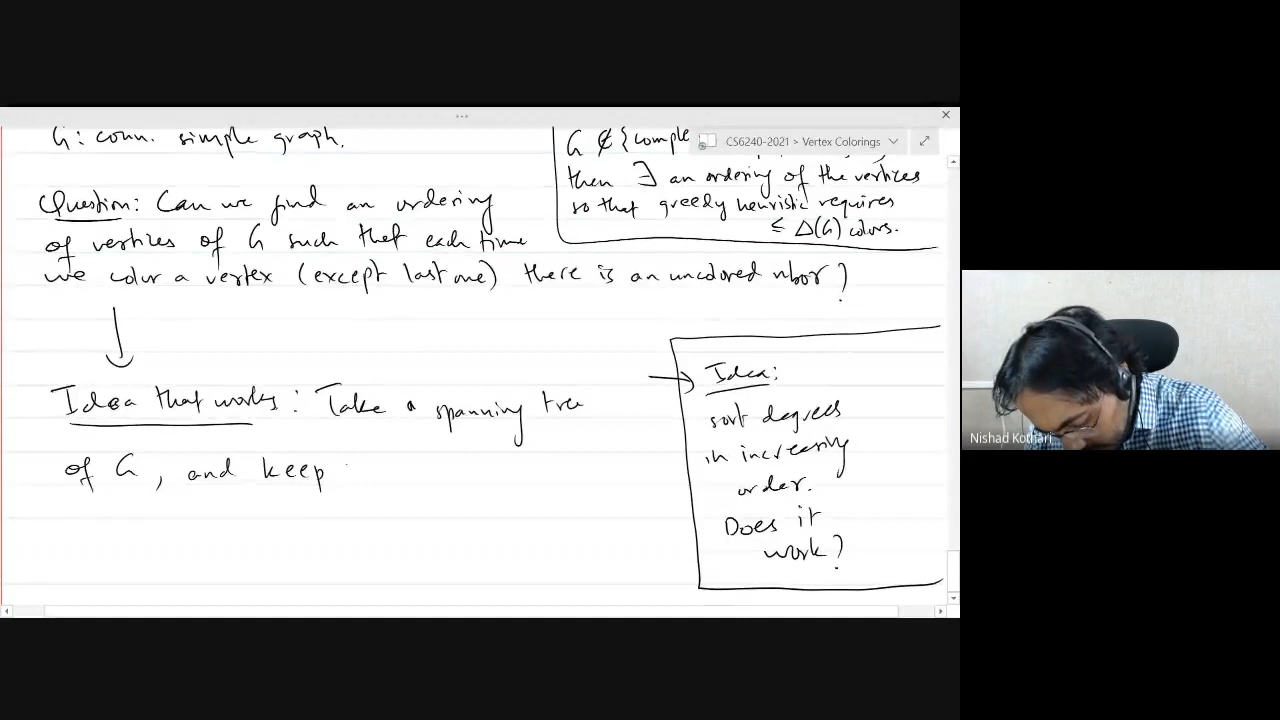 G: conn. simple graph.
G ∉ {comple
CS6240-2021 > Vertex Colorings
then ∃ an ordering of the vertices
so that greedy heuristic requires
≤ Δ(G) colors.
Question: Can we find an ordering
of vertices of G such that each time
we color a vertex (except last one) there is an uncolored nbor?
Idea that works: Take a spanning tree
of G, and keep
Idea:
sort degrees
in increasing
order.
Does it
work?
Nishad Kothari